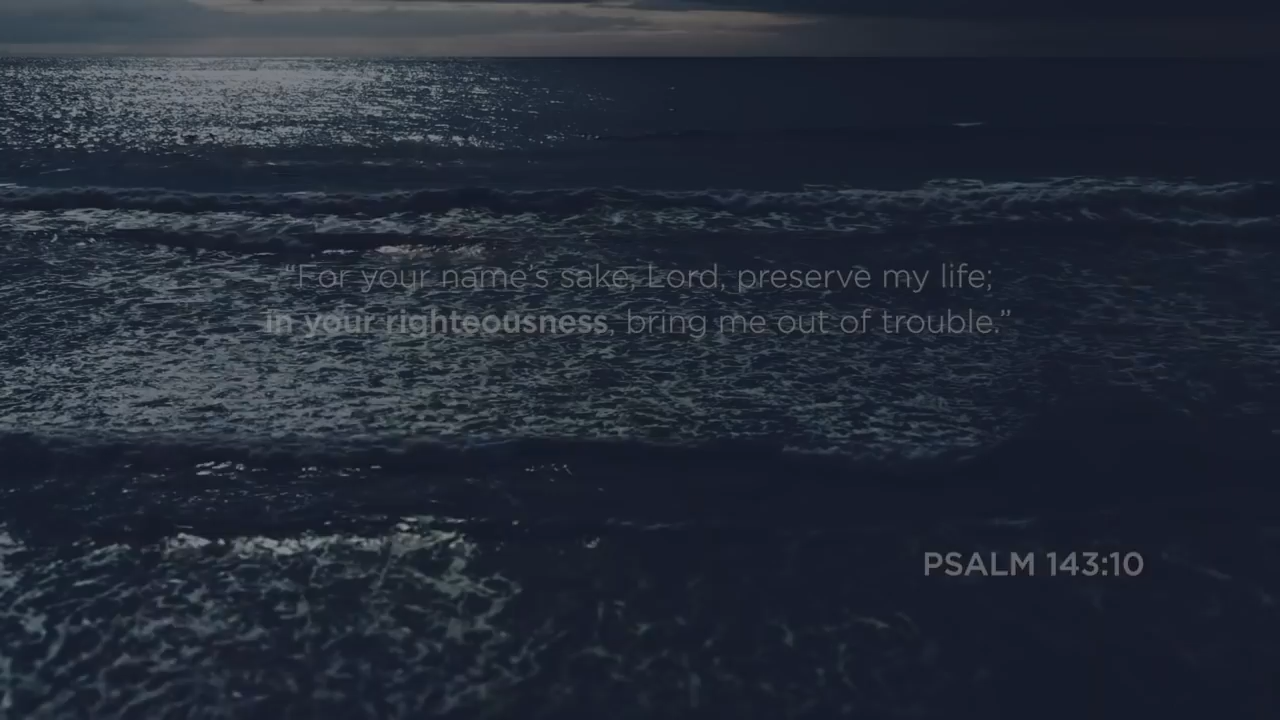 “For your name’s sake, Lord, preserve my life;
in your righteousness, bring me out of trouble.”
PSALM 143:10